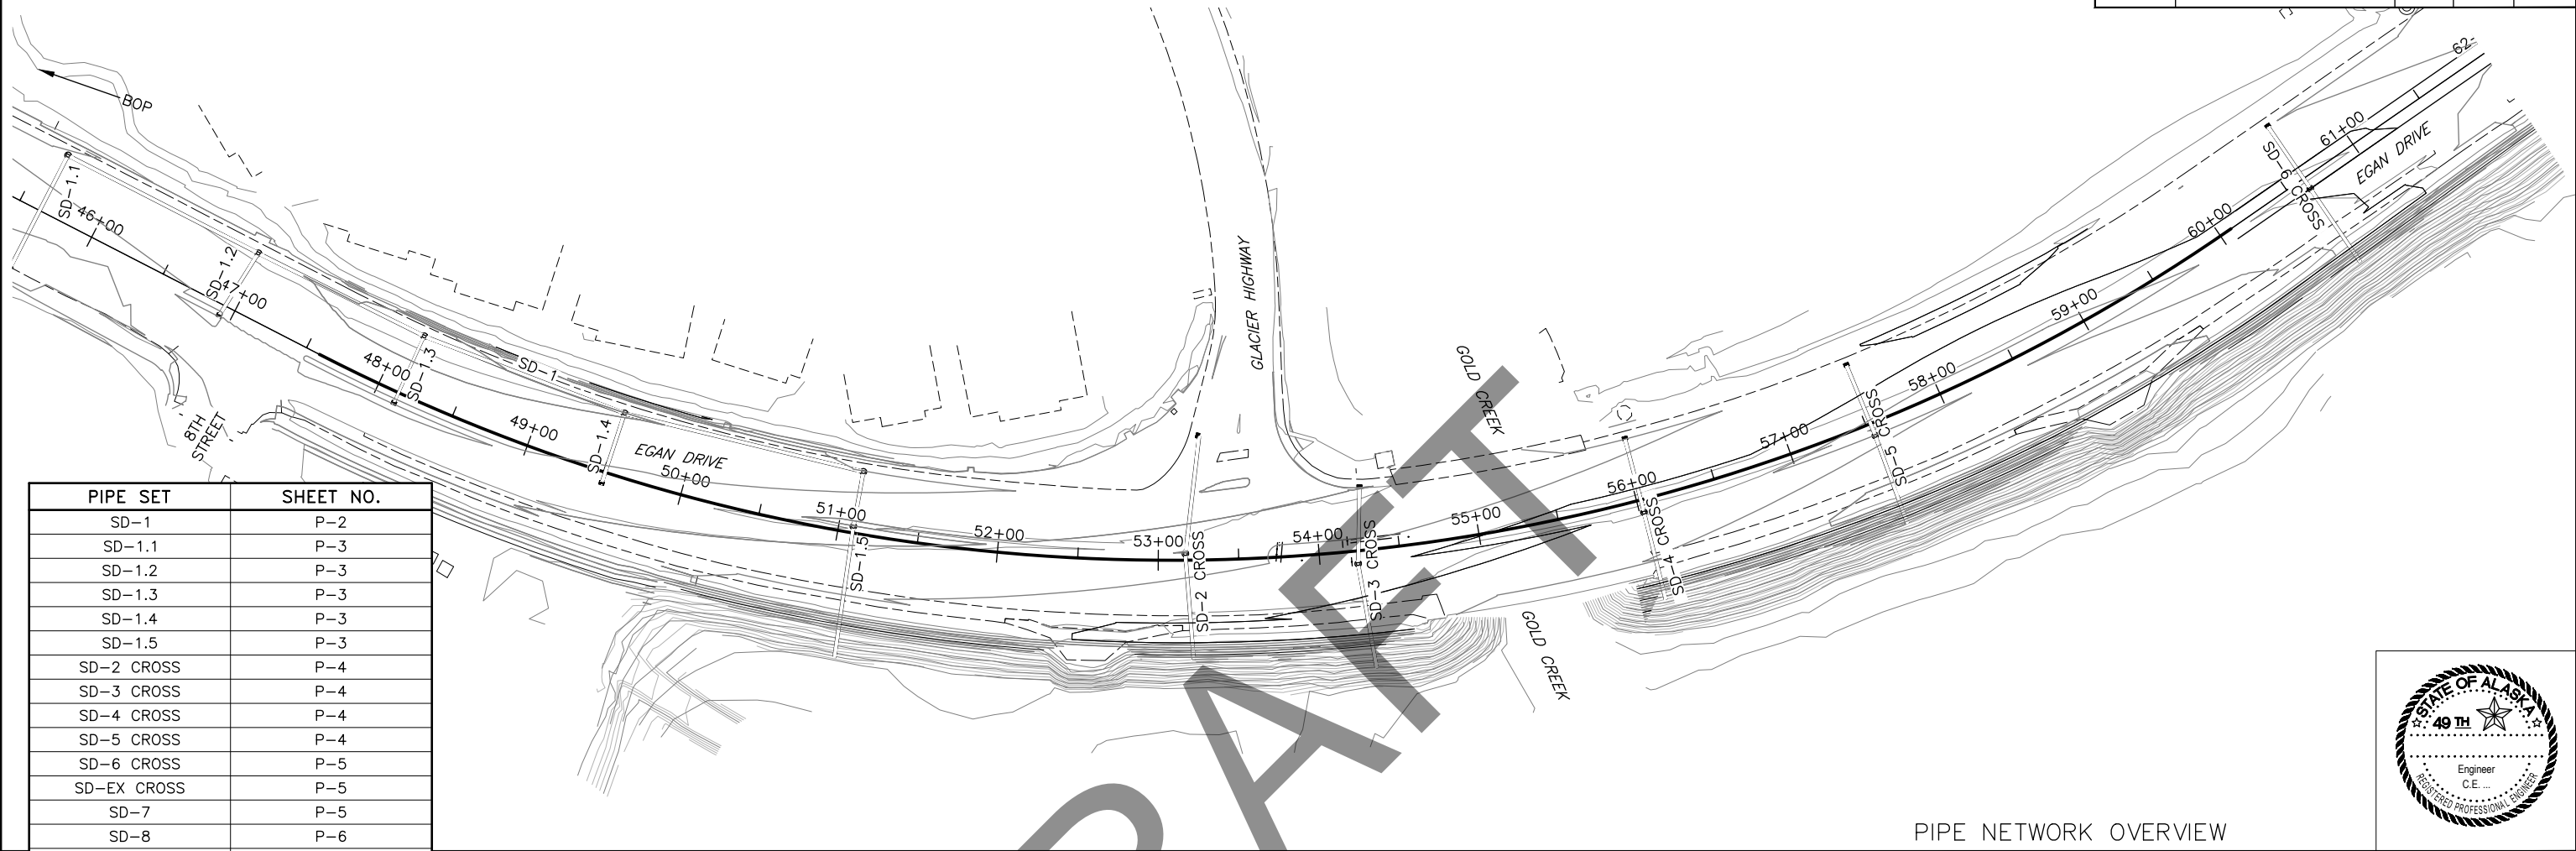 BOP
62-
61+00
EGAN DRIVE
SD-6 CROSS
60+00
59+00
58+00
SD-5 CROSS
57+00
56+00
SD-4 CROSS
55+00
54+00
SD-3 CROSS
53+00
SD-2 CROSS
52+00
51+00
SD-1.5
50+00
EGAN DRIVE
49+00
SD-1.4
SD-1
48+00
SD-1.3
47+00
SD-1.2
46+00
SD-1.1
GLACIER HIGHWAY
GOLD CREEK
GOLD CREEK
8TH
STREET
PIPE SET SHEET NO.
SD-1 P-2
SD-1.1 P-3
SD-1.2 P-3
SD-1.3 P-3
SD-1.4 P-3
SD-1.5 P-3
SD-2 CROSS P-4
SD-3 CROSS P-4
SD-4 CROSS P-4
SD-5 CROSS P-4
SD-6 CROSS P-5
SD-EX CROSS P-5
SD-7 P-5
SD-8 P-6
RAFT
STATE OF ALASKA
49 TH
Engineer
C.E. ...
REGISTERED PROFESSIONAL ENGINEER
PIPE NETWORK OVERVIEW